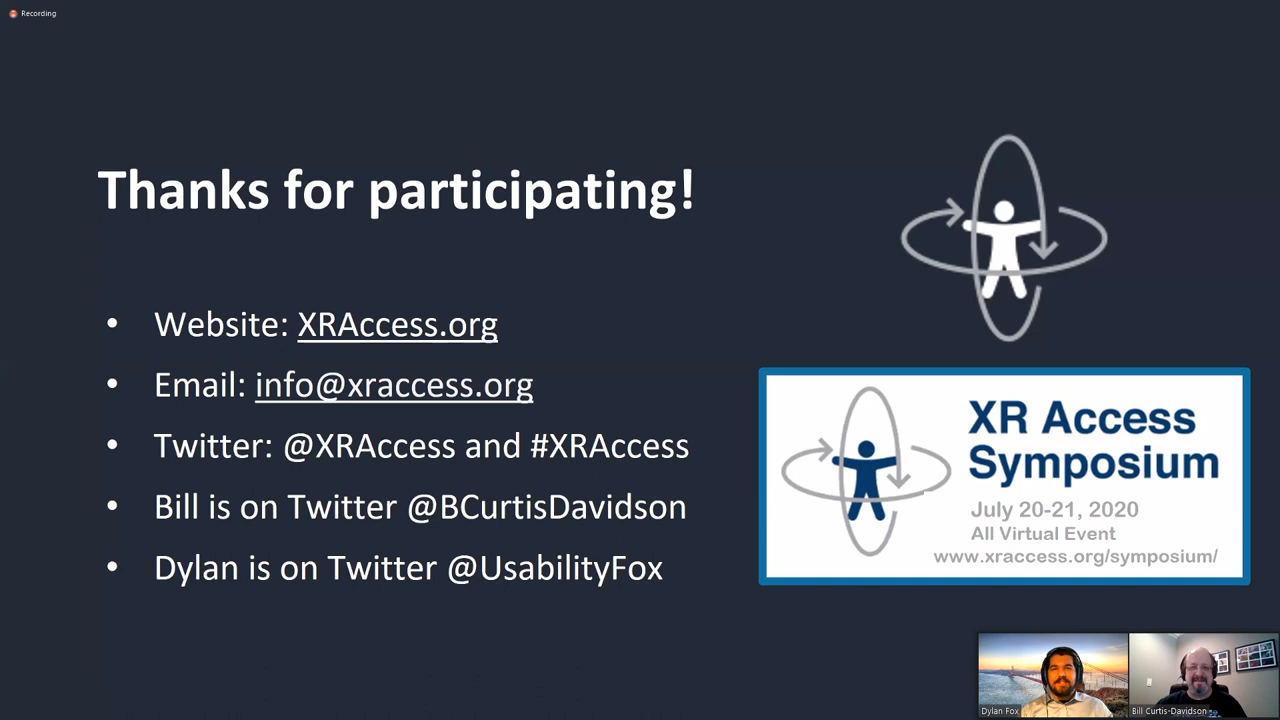 Recording
Thanks for participating!
• Website: XRAccess.org
• Email: info@xraccess.org
• Twitter: @XRAccess and #XRAccess
• Bill is on Twitter @BCurtisDavidson
• Dylan is on Twitter @UsabilityFox
XR Access
Symposium
July 20-21, 2020
All Virtual Event
www.xraccess.org/symposium/
Dylan Fox
Bill Curtis-Davidson